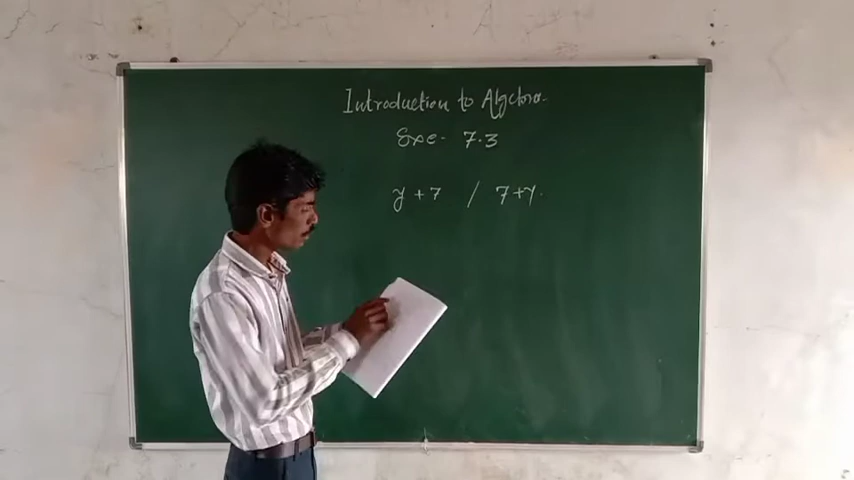 Introduction to Algebra.
Exe. 7.3
y + 7 / 7 + y.